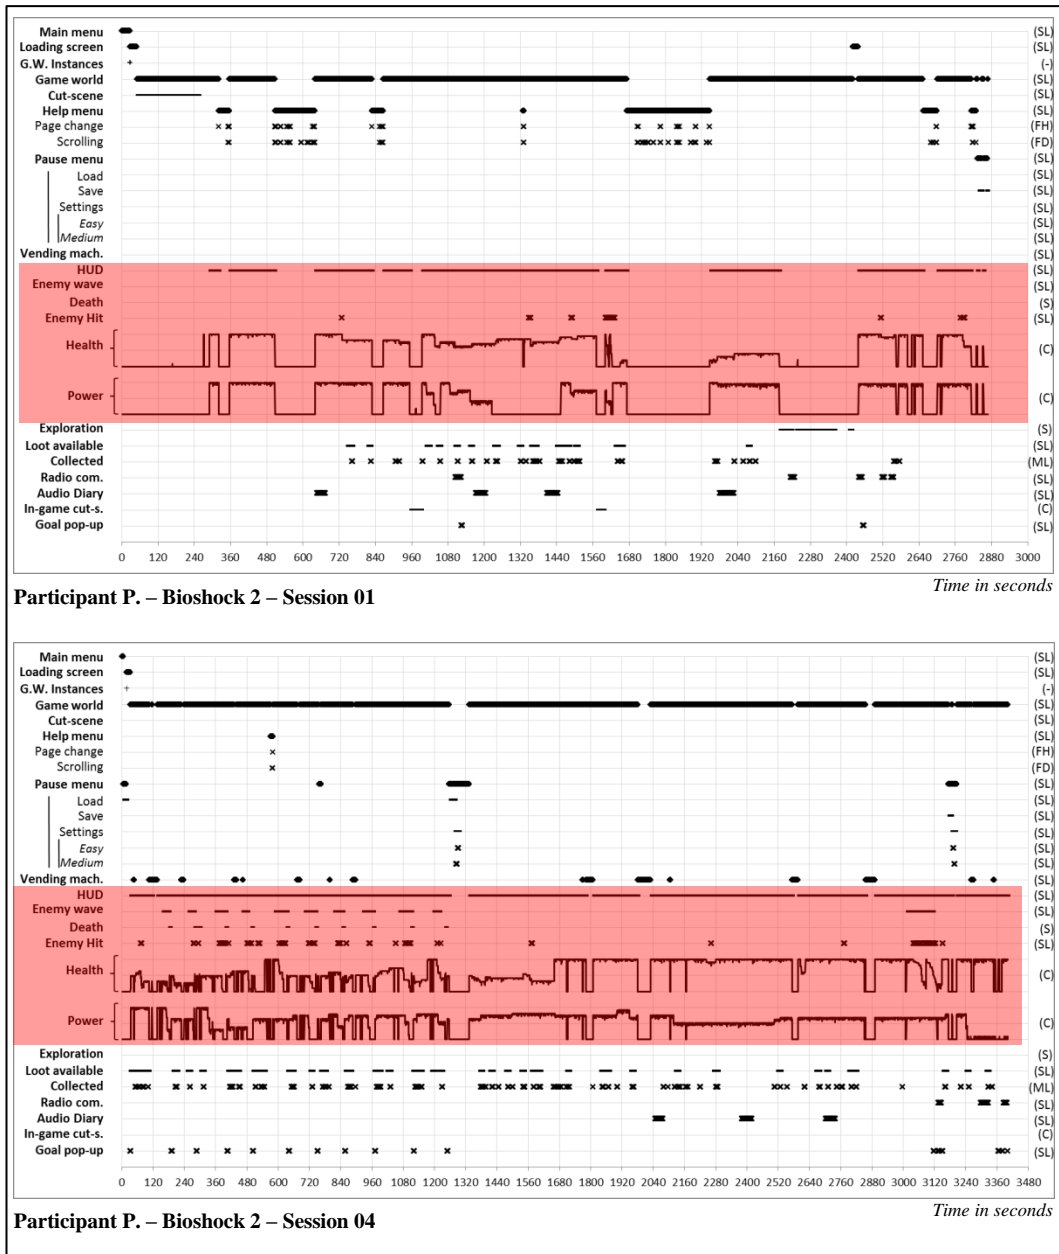 Main menu (SL)
Loading screen (SL)
G.W. Instances (-)
Game world (SL)
Cut-scene (SL)
Help menu (SL)
Page change (FH)
Scrolling (FD)
Pause menu (SL)
Load (SL)
Save (SL)
Settings (SL)
Easy (SL)
Medium (SL)
Vending mach. (SL)
HUD (SL)
Enemy wave (SL)
Death (S)
Enemy Hit (SL)
Health (C)
Power (C)
Exploration (S)
Loot available (SL)
Collected (ML)
Radio com. (SL)
Audio Diary (SL)
In-game cut-s. (C)
Goal pop-up (SL)
0 120 240 360 480 600 720 840 960 1080 1200 1320 1440 1560 1680 1800 1920 2040 2160 2280 2400 2520 2640 2760 2880 3000
Time in seconds
Participant P. – Bioshock 2 – Session 01
Main menu (SL)
Loading screen (SL)
G.W. Instances (-)
Game world (SL)
Cut-scene (SL)
Help menu (SL)
Page change (FH)
Scrolling (FD)
Pause menu (SL)
Load (SL)
Save (SL)
Settings (SL)
Easy (SL)
Medium (SL)
Vending mach. (SL)
HUD (SL)
Enemy wave (SL)
Death (S)
Enemy Hit (SL)
Health (C)
Power (C)
Exploration (S)
Loot available (SL)
Collected (ML)
Radio com. (SL)
Audio Diary (SL)
In-game cut-s. (C)
Goal pop-up (SL)
0 120 240 360 480 600 720 840 960 1080 1200 1320 1440 1560 1680 1800 1920 2040 2160 2280 2400 2520 2640 2760 2880 3000 3120 3240 3360 3480
Time in seconds
Participant P. – Bioshock 2 – Session 04